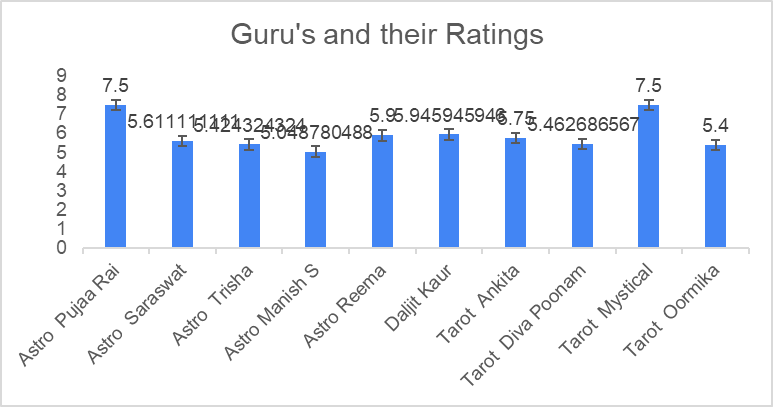 Guru's and their Ratings
9
8
7
6
5
4
3
2
1
0
7.5
5.611111111
5.424324324
5.048780488
5.9
5.945945946
5.75
5.462686567
7.5
5.4
Astro Pujaa Rai
Astro Saraswat
Astro Trisha
Astro Manish S
Astro Reema
Daljit Kaur
Tarot Ankita
Tarot Diva Poonam
Tarot Mystical
Tarot Oormika